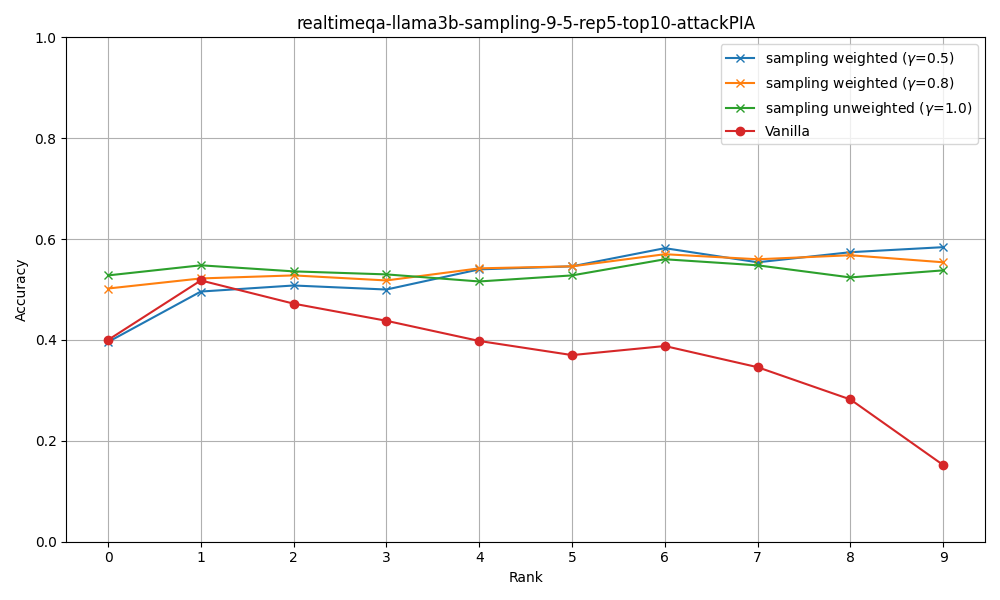 realtimeqa-llama3b-sampling-9-5-rep5-top10-attackPIA
sampling weighted (γ=0.5)
sampling weighted (γ=0.8)
sampling unweighted (γ=1.0)
Vanilla
Accuracy
1.0
0.8
0.6
0.4
0.2
0.0
0 1 2 3 4 5 6 7 8 9
Rank